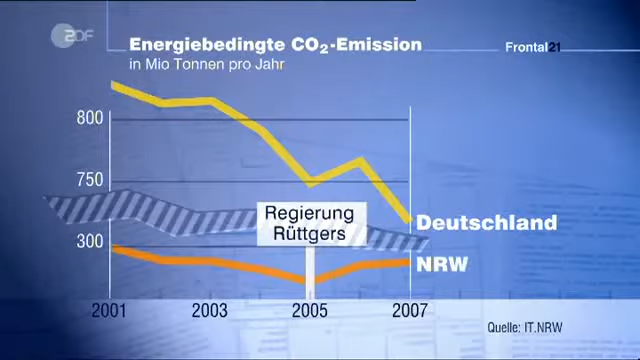 ZDF
Energiebedingte CO₂-Emission
in Mio Tonnen pro Jahr
Frontal21
800
750
300
Regierung
Rüttgers
Deutschland
NRW
2001
2003
2005
2007
Quelle: IT.NRW